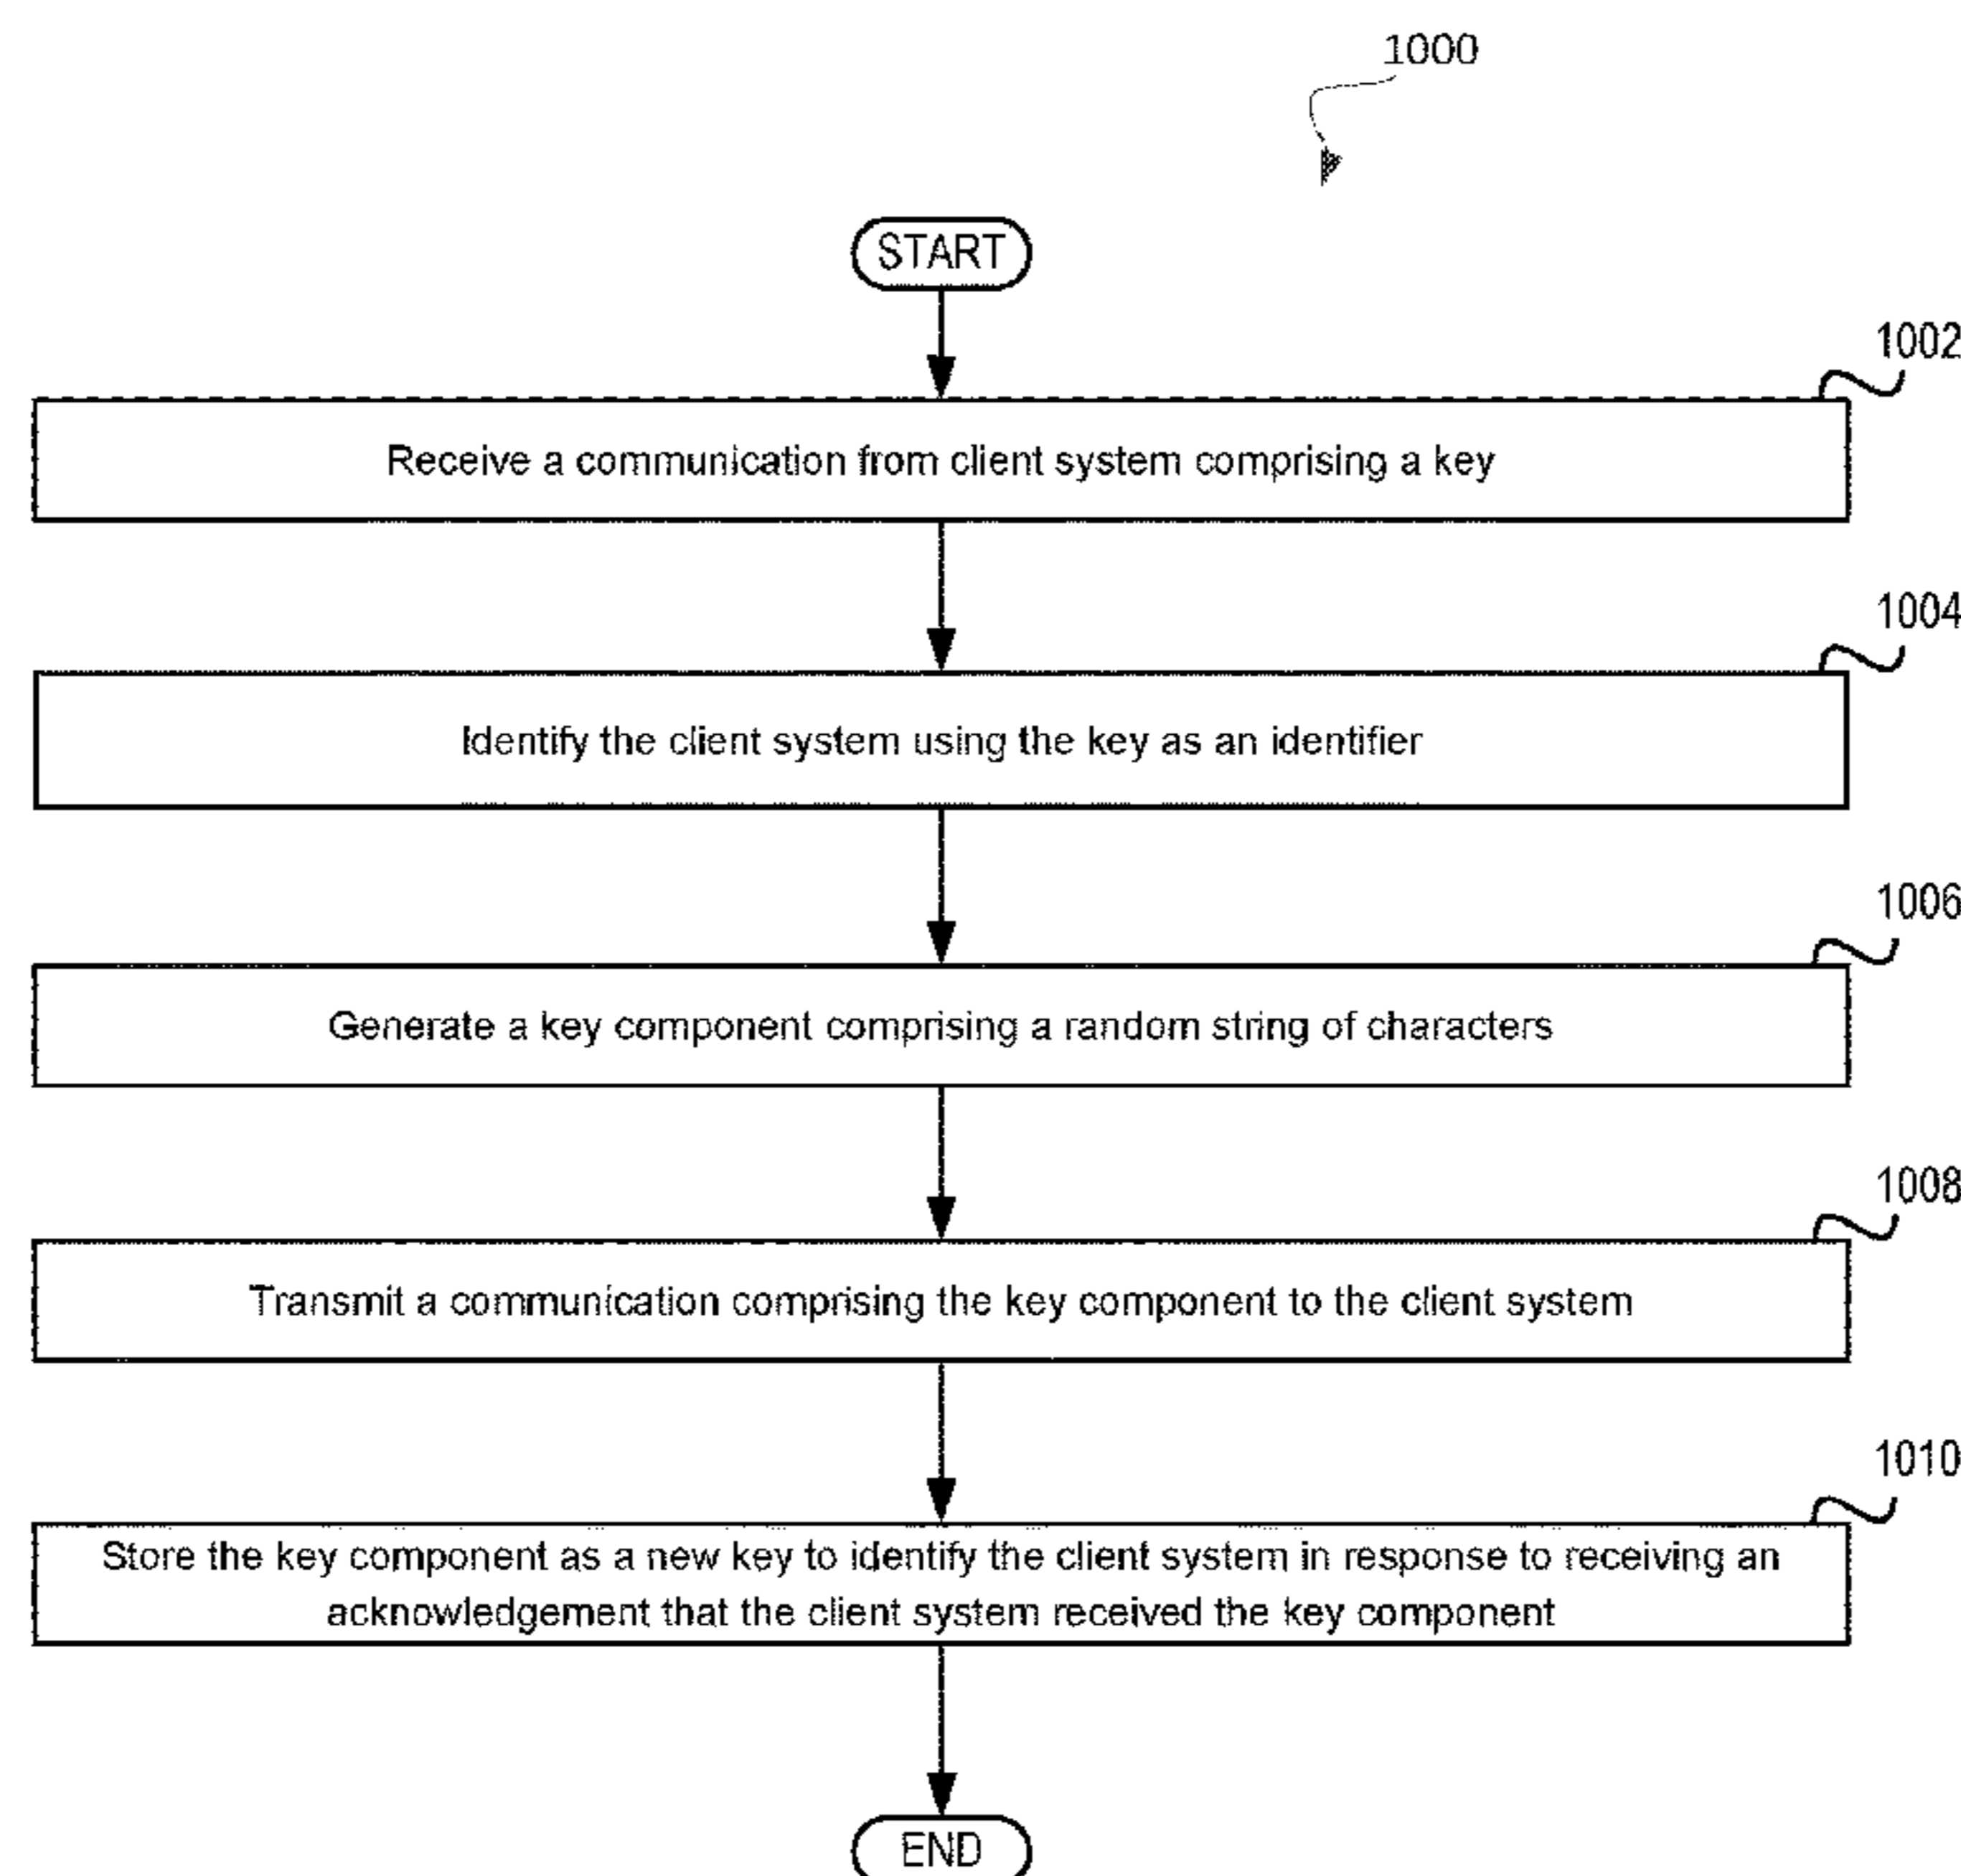 1000
START
1002
Receive a communication from client system comprising a key
1004
Identify the client system using the key as an identifier
1006
Generate a key component comprising a random string of characters
1008
Transmit a communication comprising the key component to the client system
1010
Store the key component as a new key to identify the client system in response to receiving an
acknowledgement that the client system received the key component
END